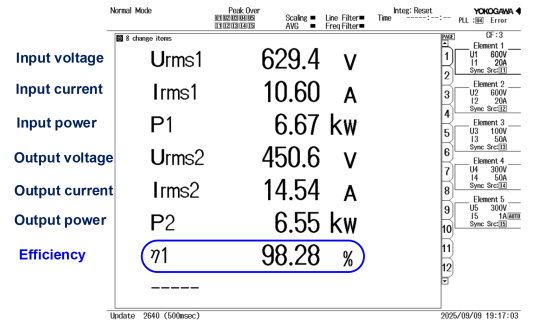 Normal Mode
Peak Over
Scaling
AVG
Line Filter
Freq Filter
Integ: Reset
Time
YOKOGAWA
PLL :U4 Error
8 change items
PAGE
CF:3
Input voltage Urms1 629.4 V
Input current Irms1 10.60 A
Input power P1 6.67 kW
Output voltage Urms2 450.6 V
Output current Irms2 14.54 A
Output power P2 6.55 kW
Efficiency η1 98.28 %
-----
1
2
3
4
5
6
7
8
9
10
11
12
Element 1
U1 600V
I1 20A
Sync Src:I1
Element 2
U2 600V
I2 20A
Sync Src:I2
Element 3
U3 100V
I3 50A
Sync Src:I3
Element 4
U4 300V
I4 50A
Sync Src:I4
Element 5
U5 300V
I5 1A AUTO
Sync Src:I5
Update 2640 (500msec)
2025/09/09 19:17:03